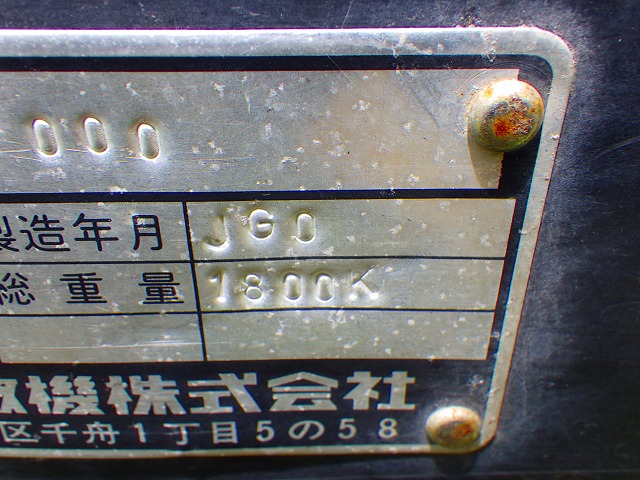 000
製造年月 JG0
総重量 1800K
機株式会社
区千舟1丁目5の58